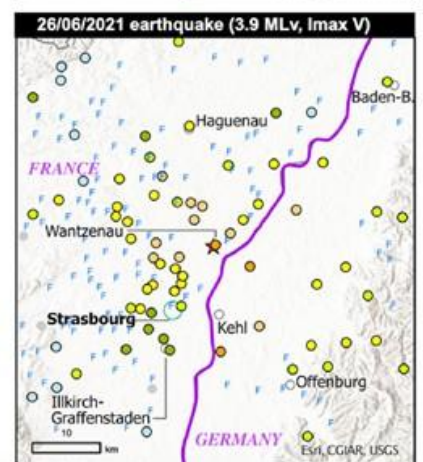 26/06/2021 earthquake (3.9 MLv, Imax V)
Baden-B.
Haguenau
FRANCE
Wantzenau
Strasbourg
Kehl
Offenburg
Illkirch-
Graffenstaden
10
km
GERMANY
Esri, CGIAR, USGS